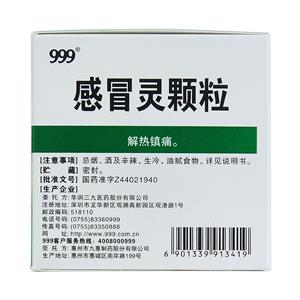 999®
感冒灵颗粒
解热镇痛。
【注意事项】忌烟、酒及辛辣、生冷、油腻食物。详见说明书。
【贮 藏】密封。
【批准文号】国药准字Z44021940
【生产企业】
委 托 方：华润三九医药股份有限公司
注册地址：深圳市龙华新区观澜高新园区观清路1号
邮政编码：518110
电话号码：(0755)83360999
传真号码：(0755)83350888
网 址：http://www.999.com.cn
999客户服务热线：4008000999
受 托 方：惠州市九惠制药股份有限公司
生产地址：惠州市惠城区南岸路199号
6 901339 913419